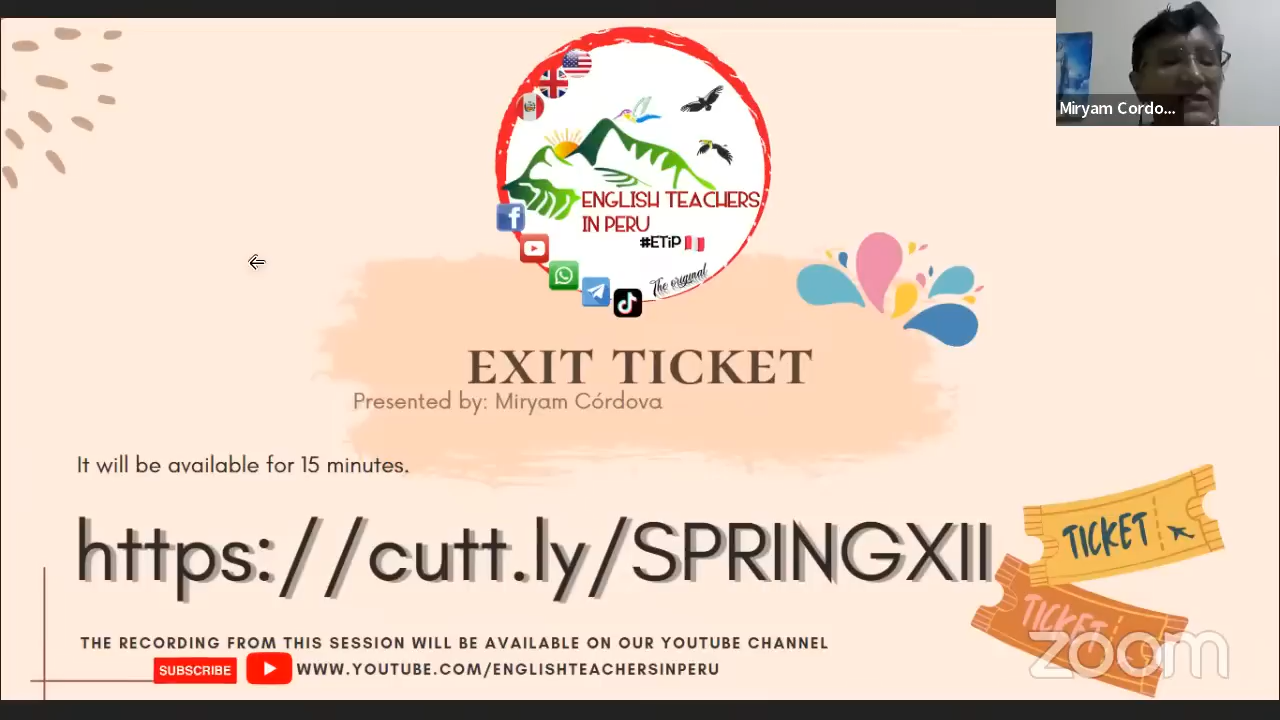 Miryam Cordo...
ENGLISH TEACHERS
IN PERU
#ETiP
The original
EXIT TICKET
Presented by: Miryam Córdova
It will be available for 15 minutes.
https://cutt.ly/SPRINGXII
TICKET
TICKET
zoom
THE RECORDING FROM THIS SESSION WILL BE AVAILABLE ON OUR YOUTUBE CHANNEL
SUBSCRIBE WWW.YOUTUBE.COM/ENGLISHTEACHERSINPERU